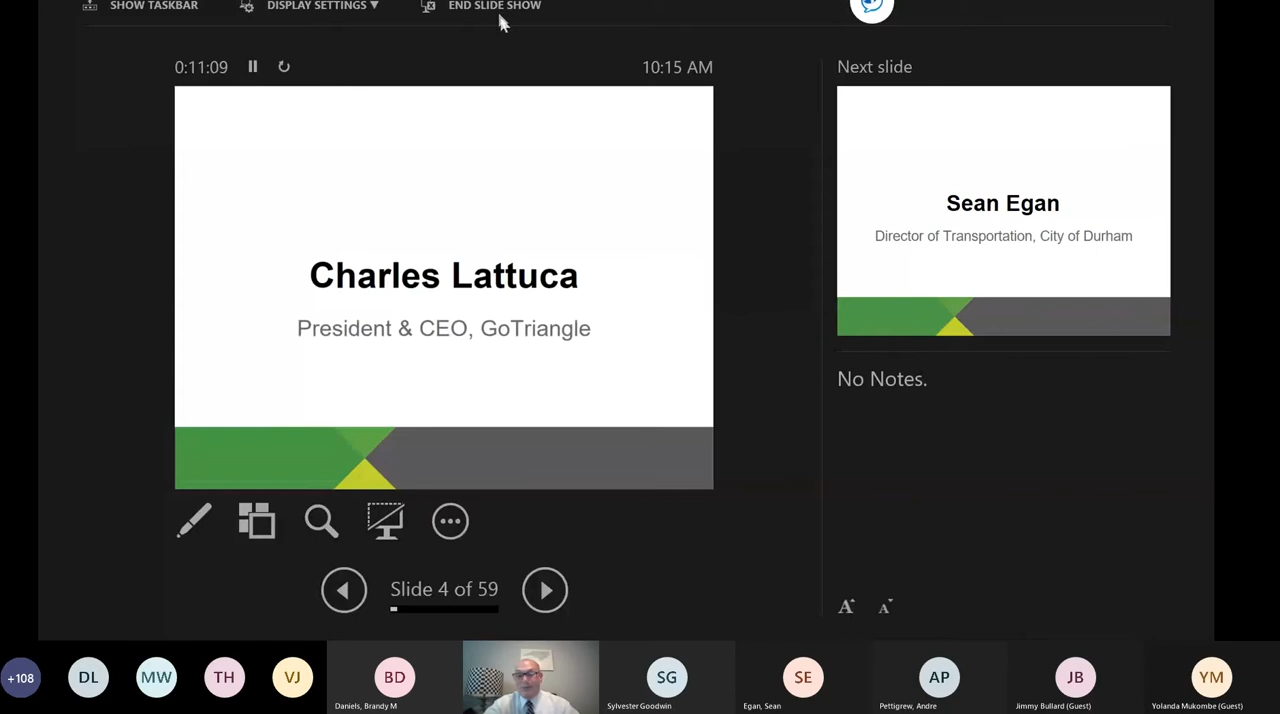 SHOW TASKBAR
DISPLAY SETTINGS ▼
END SLIDE SHOW
0:11:09
10:15 AM
Next slide
Charles Lattuca
President & CEO, GoTriangle
Sean Egan
Director of Transportation, City of Durham
No Notes.
Slide 4 of 59
A A
+108
DL
MW
TH
VJ
BD
SG
SE
AP
JB
YM
Daniels, Brandy M
Sylvester Goodwin
Egan, Sean
Pettigrew, Andre
Jimmy Bullard (Guest)
Yolanda Mukombe (Guest)